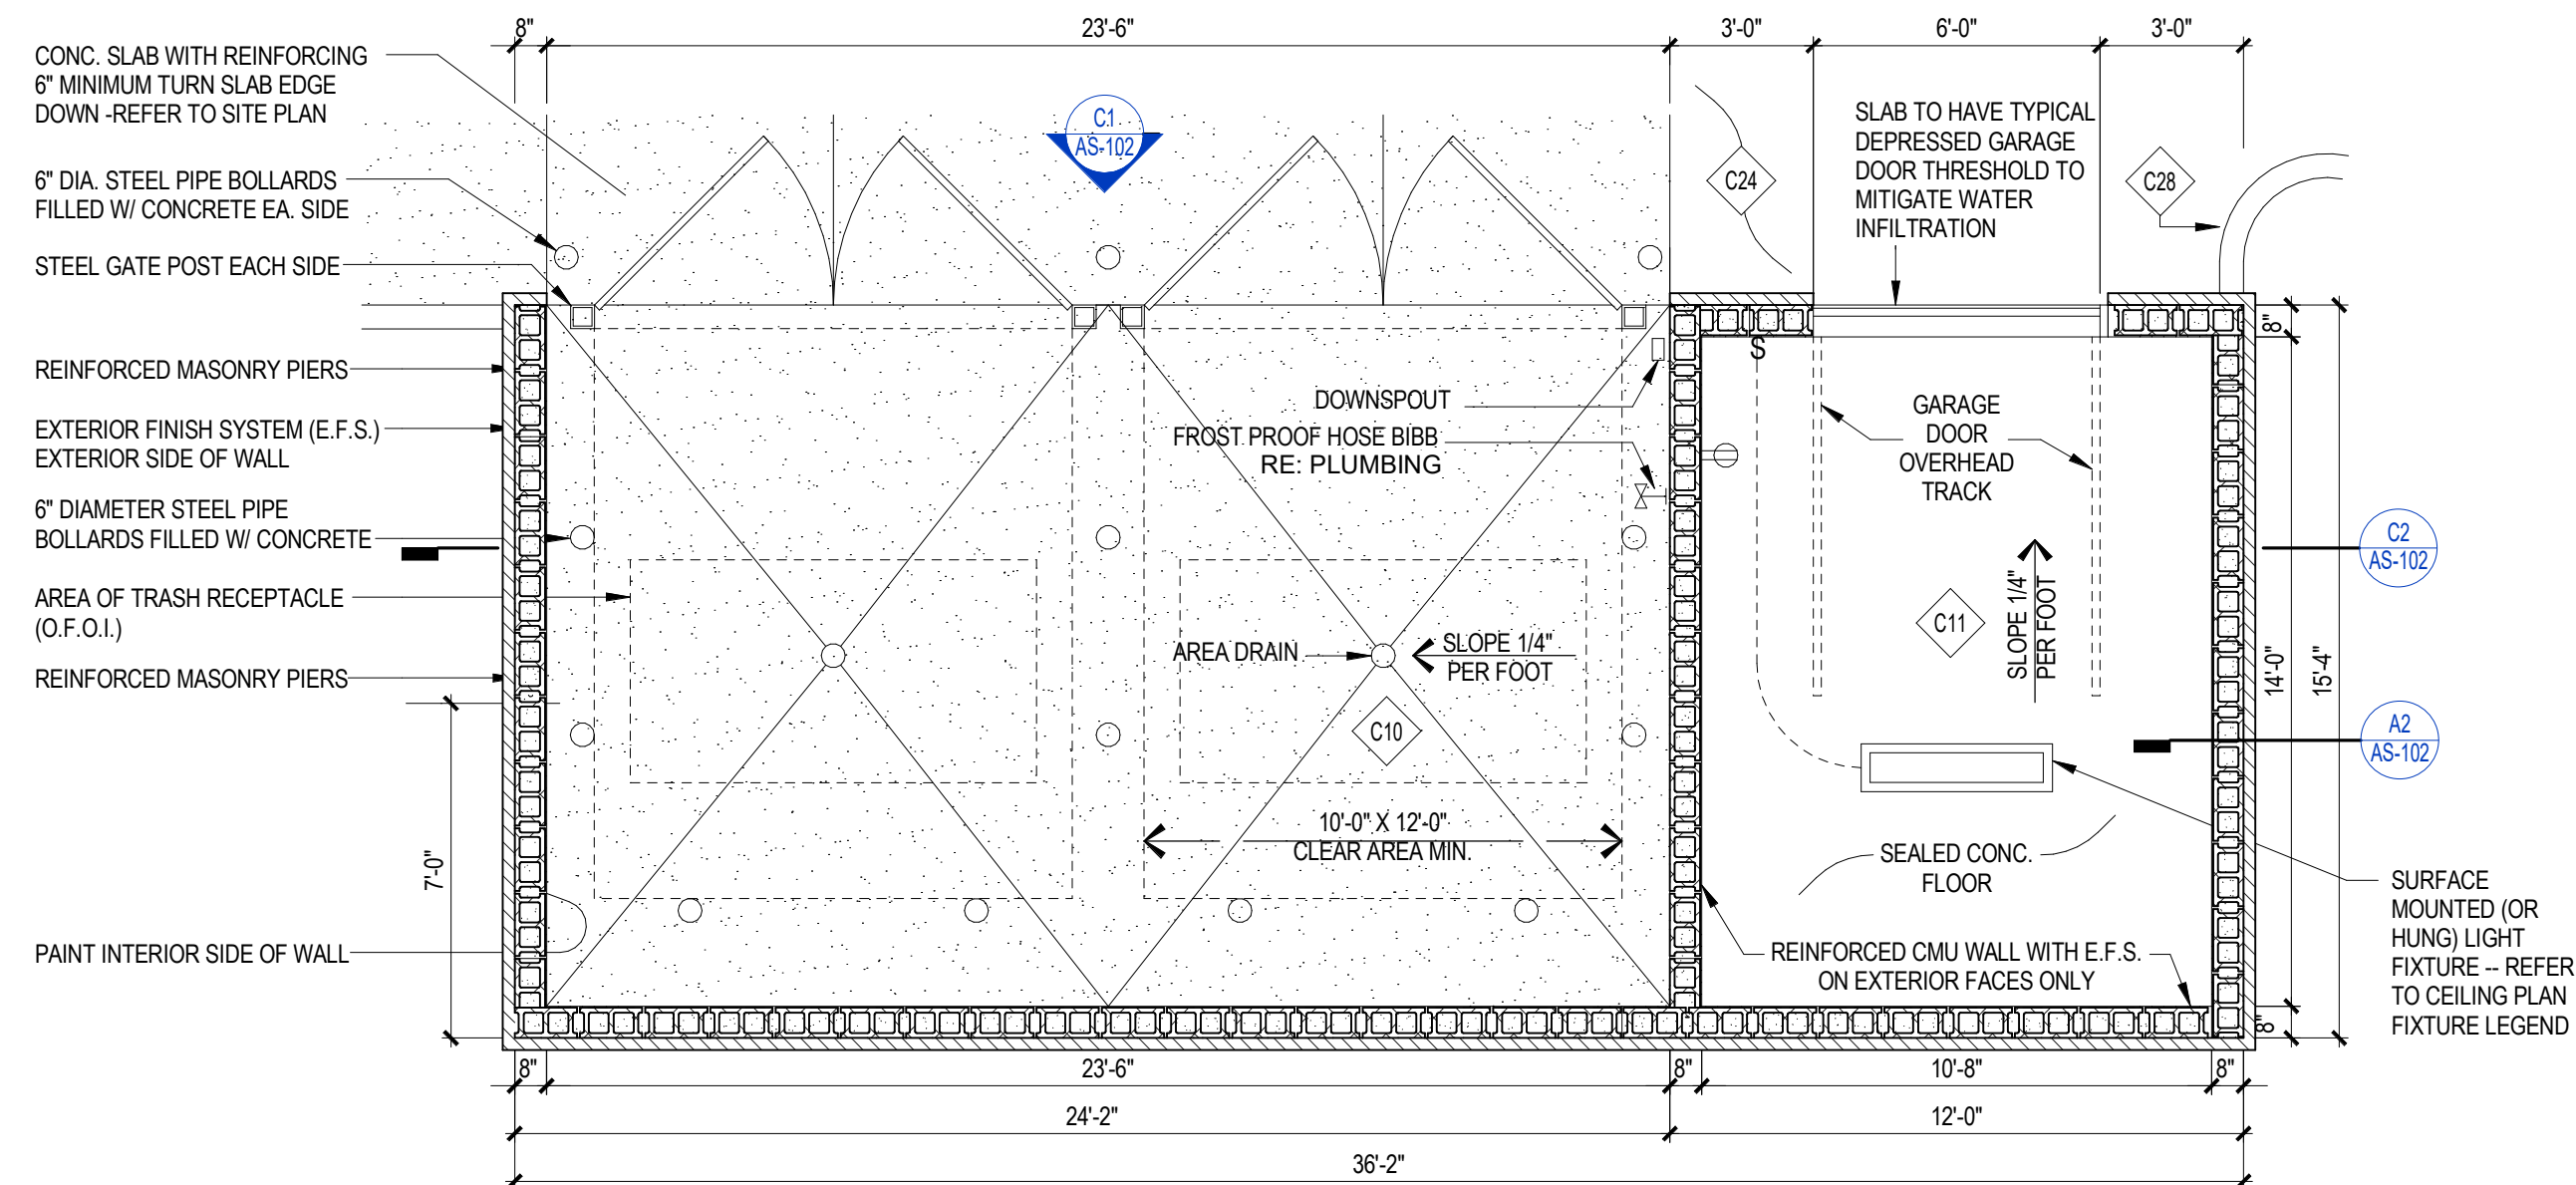 8"
23'-6"
3'-0"
6'-0"
3'-0"
CONC. SLAB WITH REINFORCING
6" MINIMUM TURN SLAB EDGE
DOWN -REFER TO SITE PLAN
6" DIA. STEEL PIPE BOLLARDS
FILLED W/ CONCRETE EA. SIDE
STEEL GATE POST EACH SIDE
REINFORCED MASONRY PIERS
EXTERIOR FINISH SYSTEM (E.F.S.)
EXTERIOR SIDE OF WALL
6" DIAMETER STEEL PIPE
BOLLARDS FILLED W/ CONCRETE
AREA OF TRASH RECEPTACLE
(O.F.O.I.)
REINFORCED MASONRY PIERS
7'-0"
PAINT INTERIOR SIDE OF WALL
C1
AS-102
C24
SLAB TO HAVE TYPICAL
DEPRESSED GARAGE
DOOR THRESHOLD TO
MITIGATE WATER
INFILTRATION
C28
S
DOWNSPOUT
FROST PROOF HOSE BIBB
RE: PLUMBING
GARAGE
DOOR
OVERHEAD
TRACK
AREA DRAIN
SLOPE 1/4"
PER FOOT
C10
C11
SLOPE 1/4"
PER FOOT
10'-0" X 12'-0"
CLEAR AREA MIN.
SEALED CONC.
FLOOR
REINFORCED CMU WALL WITH E.F.S.
ON EXTERIOR FACES ONLY
8"
14'-0"
15'-4"
8"
C2
AS-102
A2
AS-102
SURFACE
MOUNTED (OR
HUNG) LIGHT
FIXTURE -- REFER
TO CEILING PLAN
FIXTURE LEGEND
8"
23'-6"
8"
10'-8"
8"
24'-2"
12'-0"
36'-2"